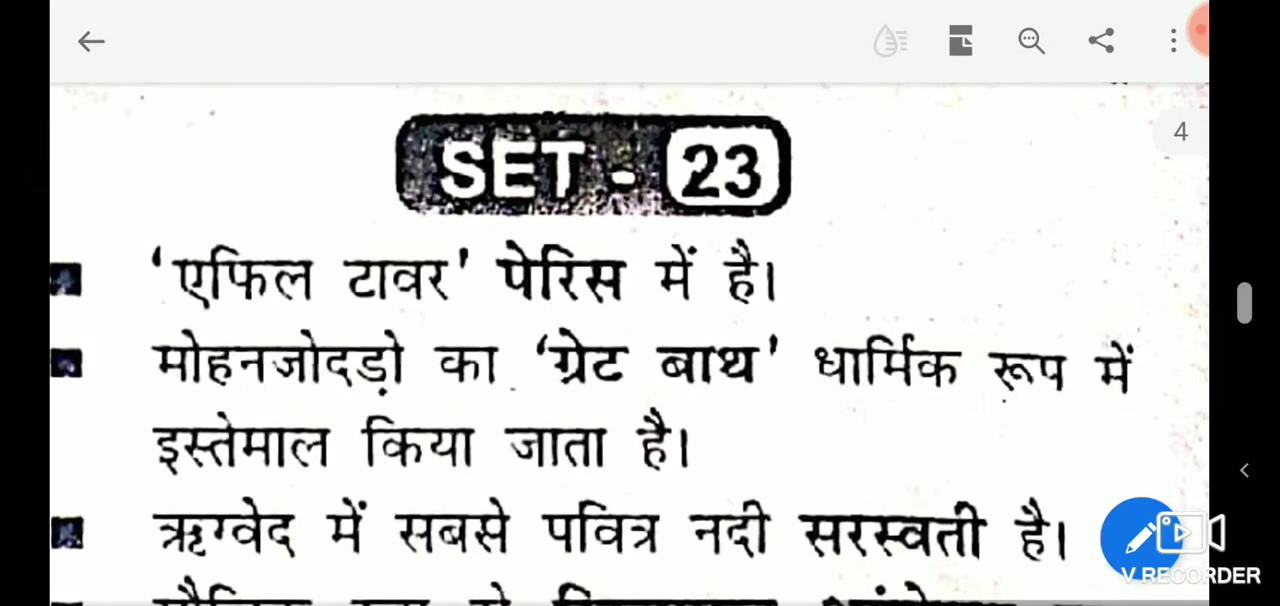 4
SET - 23
'एफिल टावर' पेरिस में है।
मोहनजोदड़ो का 'ग्रेट बाथ' धार्मिक रूप में
इस्तेमाल किया जाता है।
ऋग्वेद में सबसे पवित्र नदी सरस्वती है।
V RECORDER